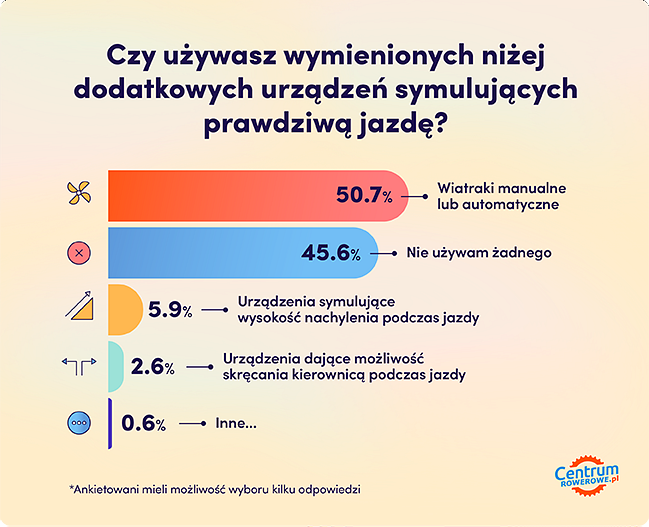 Czy używasz wymienionych niżej
dodatkowych urządzeń symulujących
prawdziwą jazdę?
50.7%
Wiatraki manualne
lub automatyczne
45.6%
Nie używam żadnego
5.9%
Urządzenia symulujące
wysokość nachylenia podczas jazdy
2.6%
Urządzenia dające możliwość
skręcania kierownicą podczas jazdy
0.6%
Inne...
*Ankietowani mieli możliwość wyboru kilku odpowiedzi
Centrum
ROWEROWE.pl